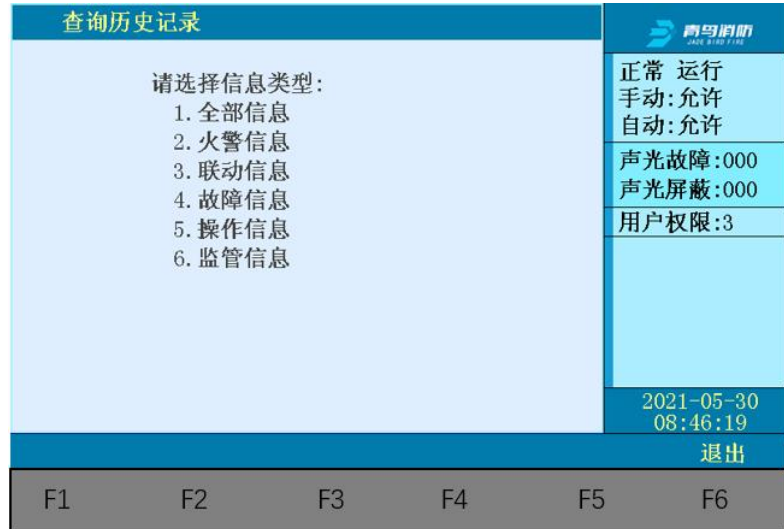 查询历史记录
请选择信息类型:
1.全部信息
2.火警信息
3.联动信息
4.故障信息
5.操作信息
6.监管信息
青鸟消防
JADE BIRD FIRE
正常 运行
手动:允许
自动:允许
声光故障:000
声光屏蔽:000
用户权限:3
2021-05-30
08:46:19
退出
F1 F2 F3 F4 F5 F6